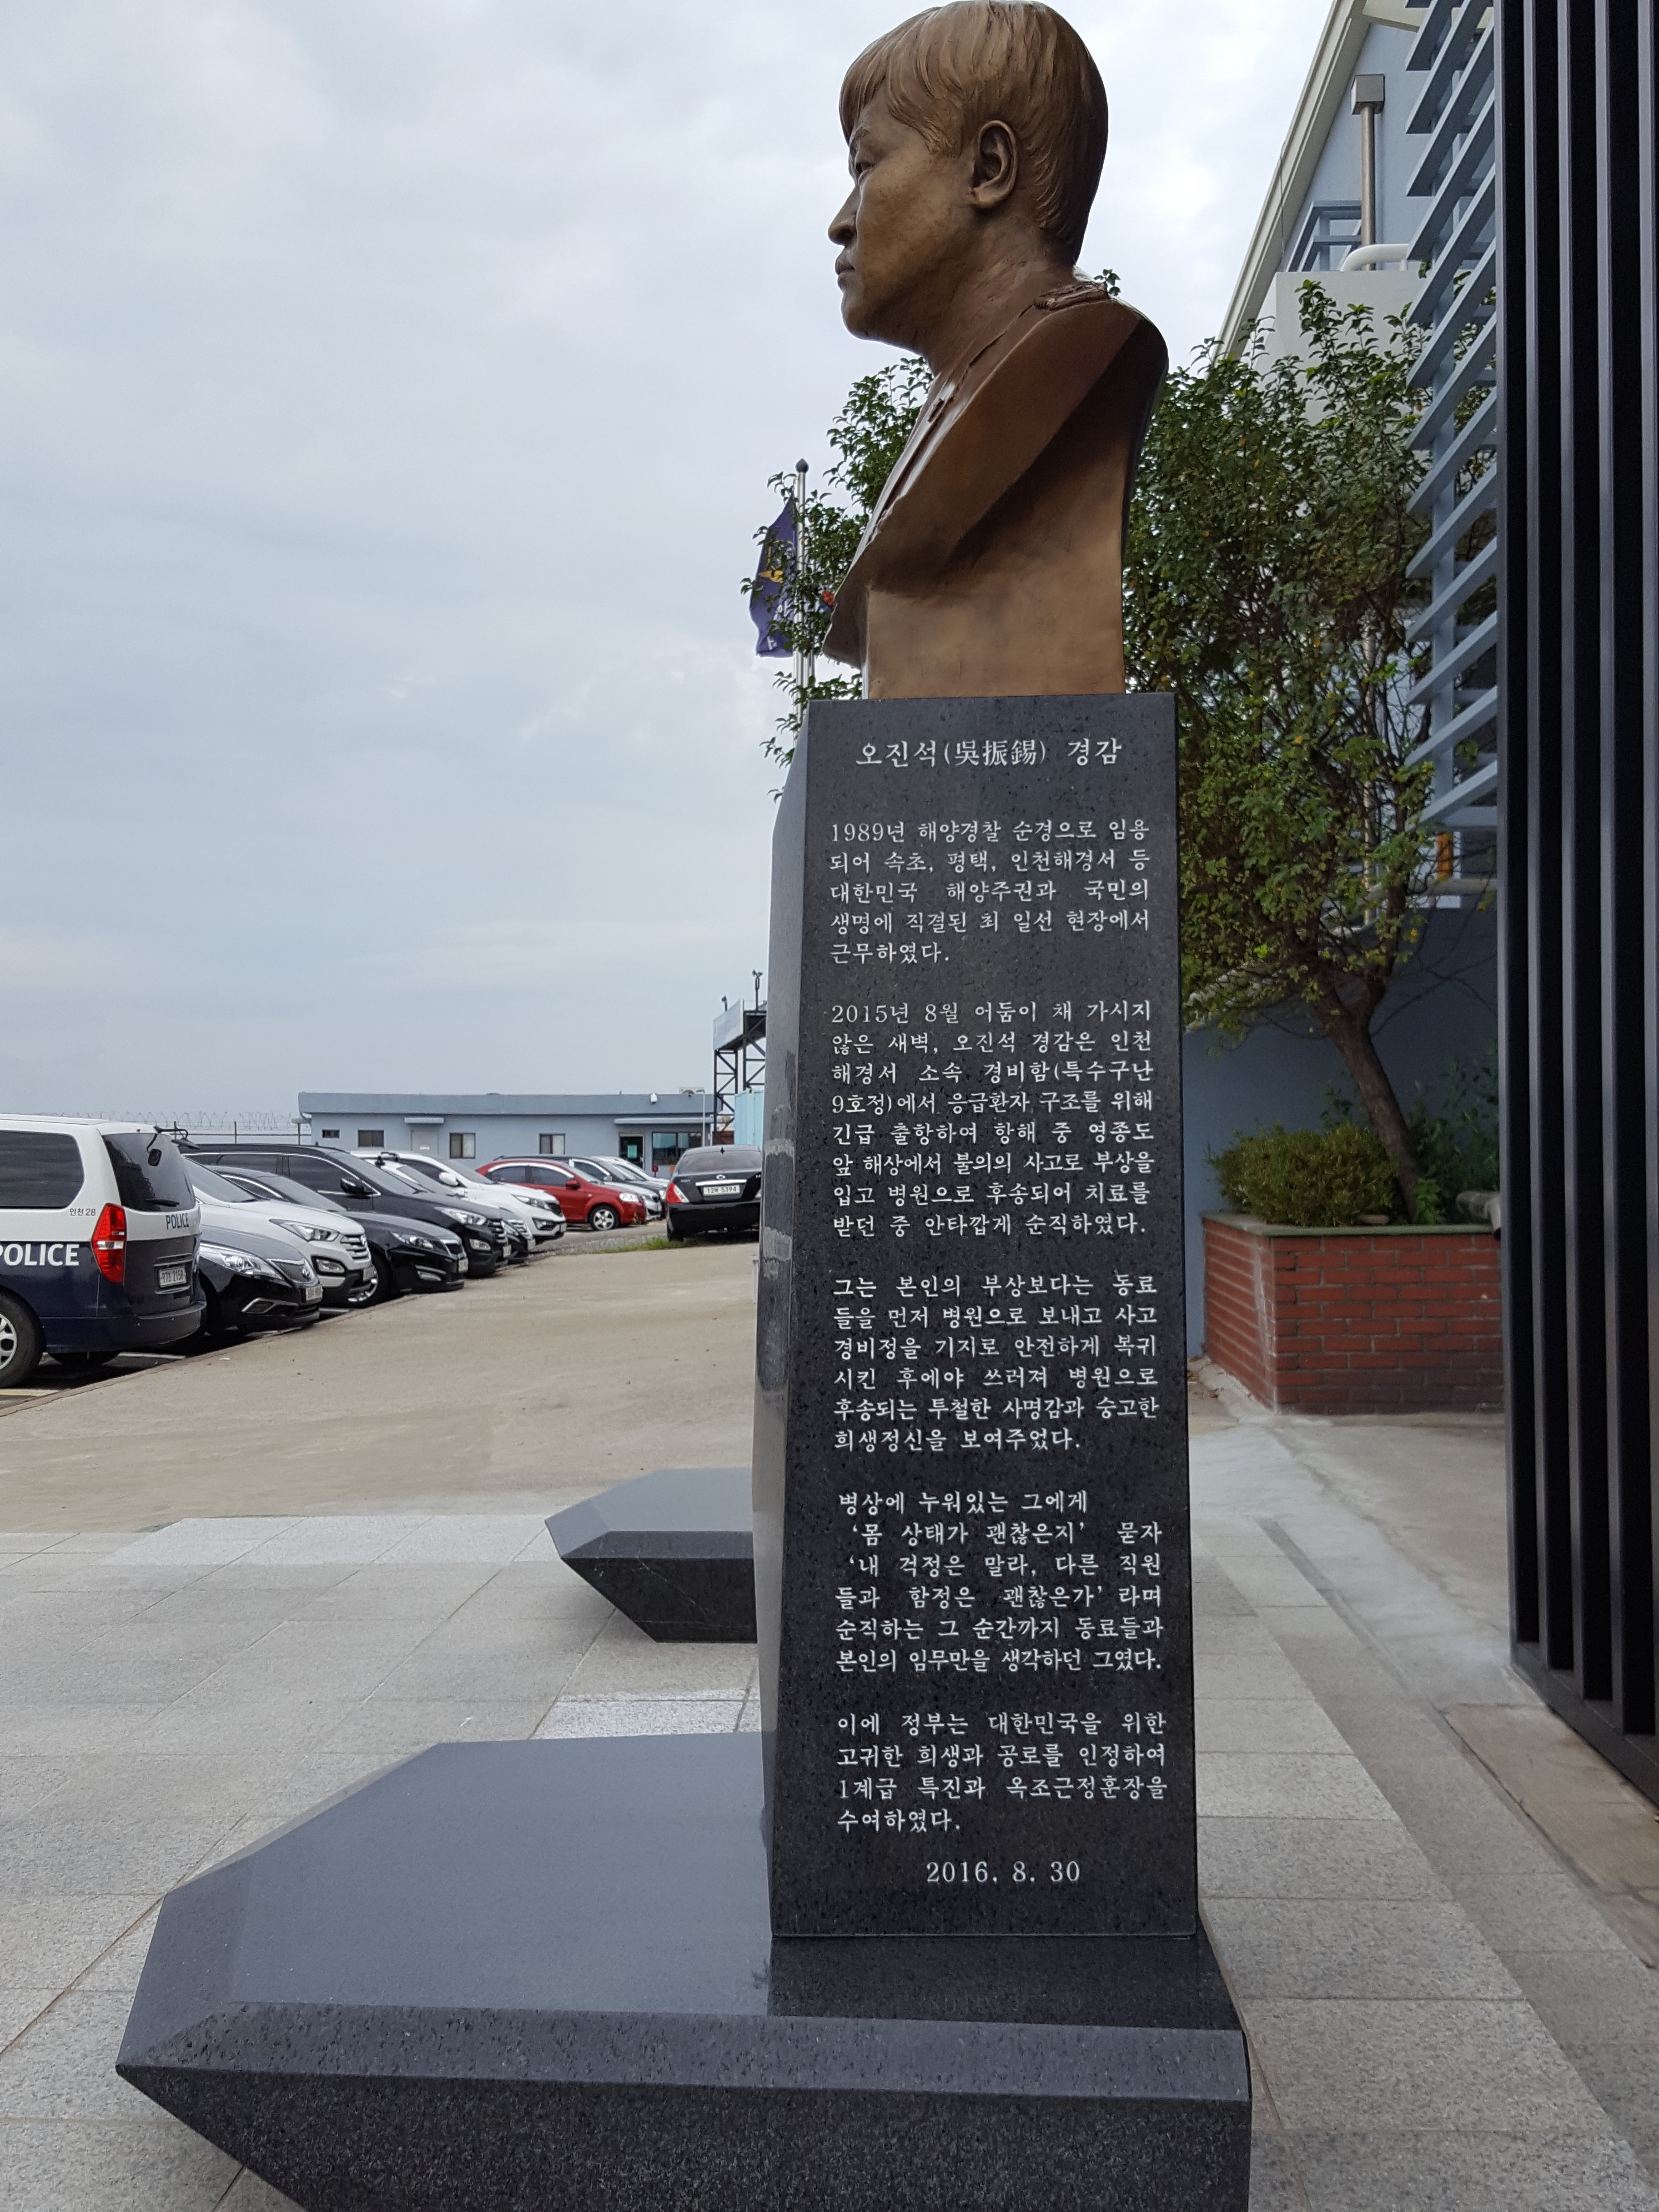 오진석(吳振錫) 경감
1989년 해양경찰 순경으로 임용
되어 속초, 평택, 인천해경서 등
대한민국 해양주권과 국민의
생명에 직결된 최 일선 현장에서
근무하였다.
2015년 8월 어둠이 채 가시지
않은 새벽, 오진석 경감은 인천
해경서 소속 경비함(특수구난
9호정)에서 응급환자 구조를 위해
긴급 출항하여 항해 중 영종도
앞 해상에서 불의의 사고로 부상을
입고 병원으로 후송되어 치료를
받던 중 안타깝게 순직하였다.
그는 본인의 부상보다는 동료
들을 먼저 병원으로 보내고 사고
경비정을 기지로 안전하게 복귀
시킨 후에야 쓰러져 병원으로
후송되는 투철한 사명감과 숭고한
희생정신을 보여주었다.
병상에 누워있는 그에게
‘몸 상태가 괜찮은지’ 묻자
‘내 걱정은 말라, 다른 직원
들과 함정은 괜찮은가’라며
순직하는 그 순간까지 동료들과
본인의 임무만을 생각하던 그였다.
이에 정부는 대한민국을 위한
고귀한 희생과 공로를 인정하여
1계급 특진과 옥조근정훈장을
수여하였다.
2016. 8. 30
인천28
POLICE
POLICE